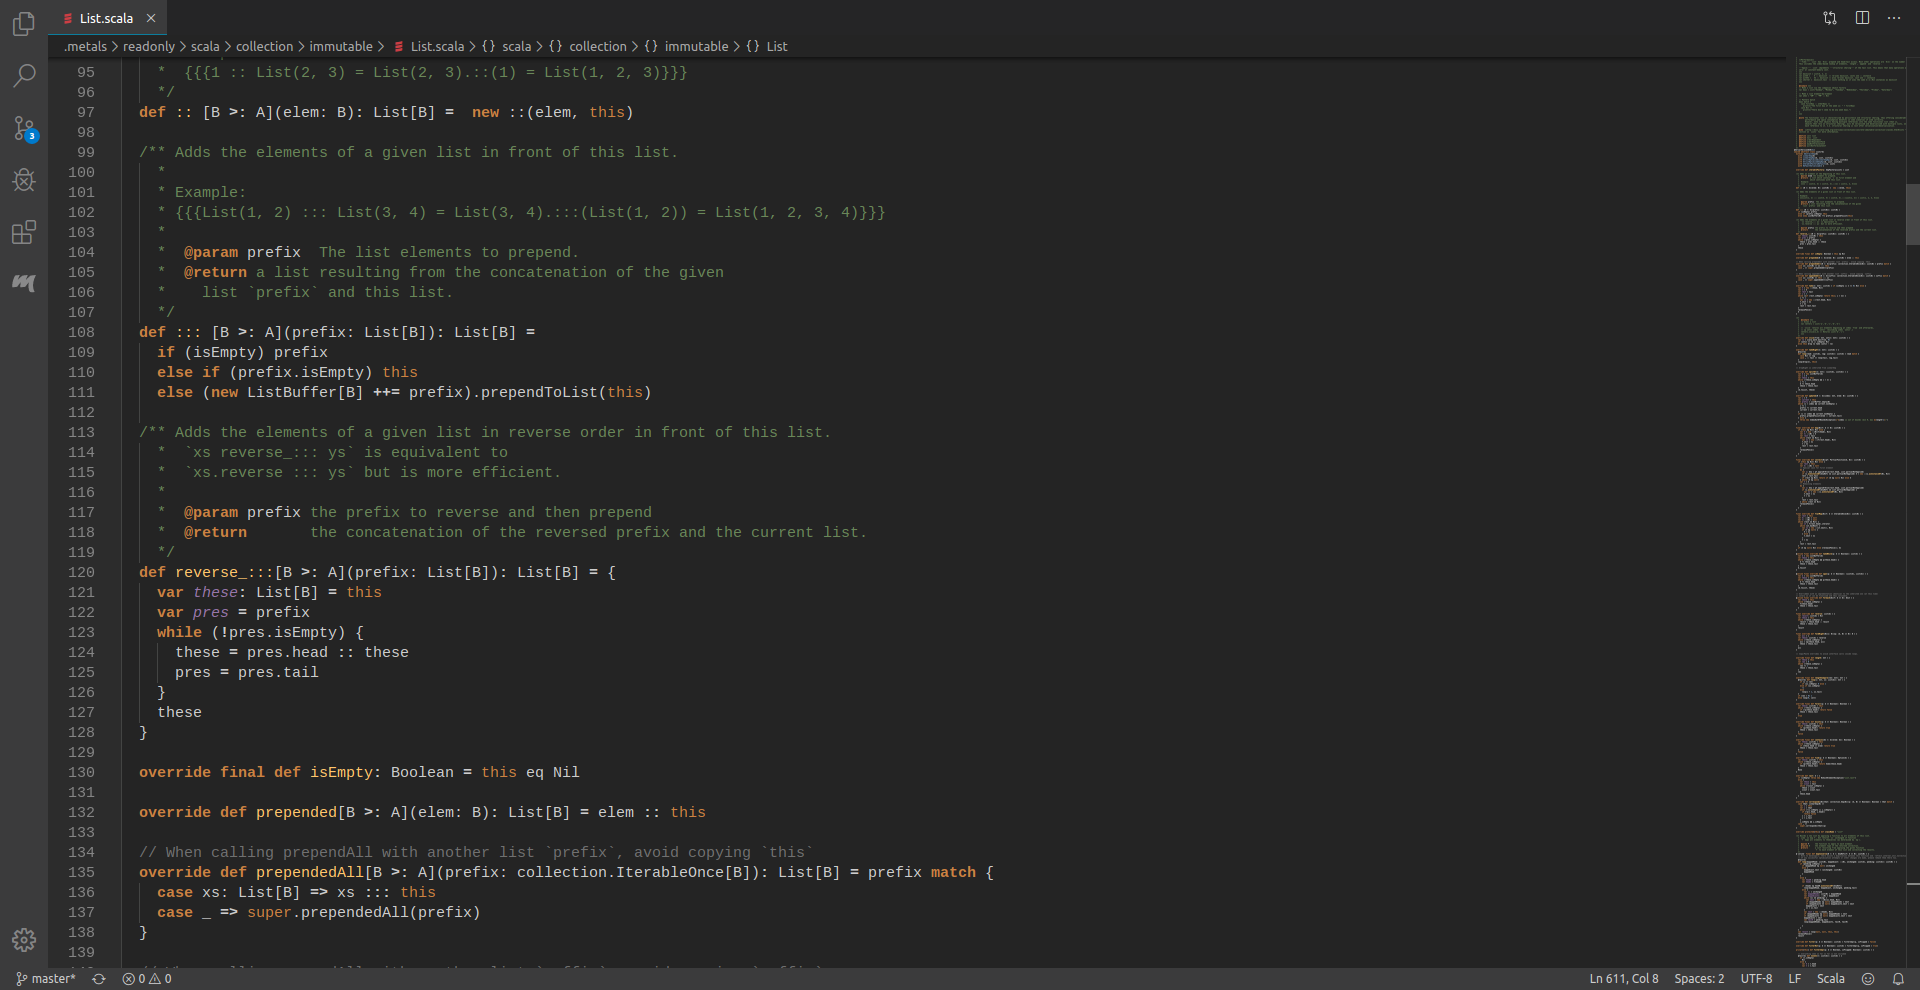 List.scala
.metals > readonly > scala > collection > immutable > List.scala > {} scala > {} collection > {} immutable > {} List
95   *  {{{1 :: List(2, 3) = List(2, 3).::(1) = List(1, 2, 3)}}}
96   */
97 def :: [B >: A](elem: B): List[B] =  new ::(elem, this)
98
99 /** Adds the elements of a given list in front of this list.
100   *
101   * Example:
102   * {{{List(1, 2) ::: List(3, 4) = List(3, 4).:::(List(1, 2)) = List(1, 2, 3, 4)}}}
103   *
104   *  @param prefix  The list elements to prepend.
105   *  @return a list resulting from the concatenation of the given
106   *    list `prefix` and this list.
107   */
108 def ::: [B >: A](prefix: List[B]): List[B] =
109   if (isEmpty) prefix
110   else if (prefix.isEmpty) this
111   else (new ListBuffer[B] ++= prefix).prependToList(this)
112
113 /** Adds the elements of a given list in reverse order in front of this list.
114   *  `xs reverse_::: ys` is equivalent to
115   *  `xs.reverse ::: ys` but is more efficient.
116   *
117   *  @param prefix the prefix to reverse and then prepend
118   *  @return       the concatenation of the reversed prefix and the current list.
119   */
120 def reverse_:::[B >: A](prefix: List[B]): List[B] = {
121   var these: List[B] = this
122   var pres = prefix
123   while (!pres.isEmpty) {
124     these = pres.head :: these
125     pres = pres.tail
126   }
127   these
128 }
129
130 override final def isEmpty: Boolean = this eq Nil
131
132 override def prepended[B >: A](elem: B): List[B] = elem :: this
133
134 // When calling prependAll with another list `prefix`, avoid copying `this`
135 override def prependedAll[B >: A](prefix: collection.IterableOnce[B]): List[B] = prefix match {
136   case xs: List[B] => xs ::: this
137   case _ => super.prependedAll(prefix)
138 }
139
3
master* 0 0 Ln 611, Col 8 Spaces: 2 UTF-8 LF Scala